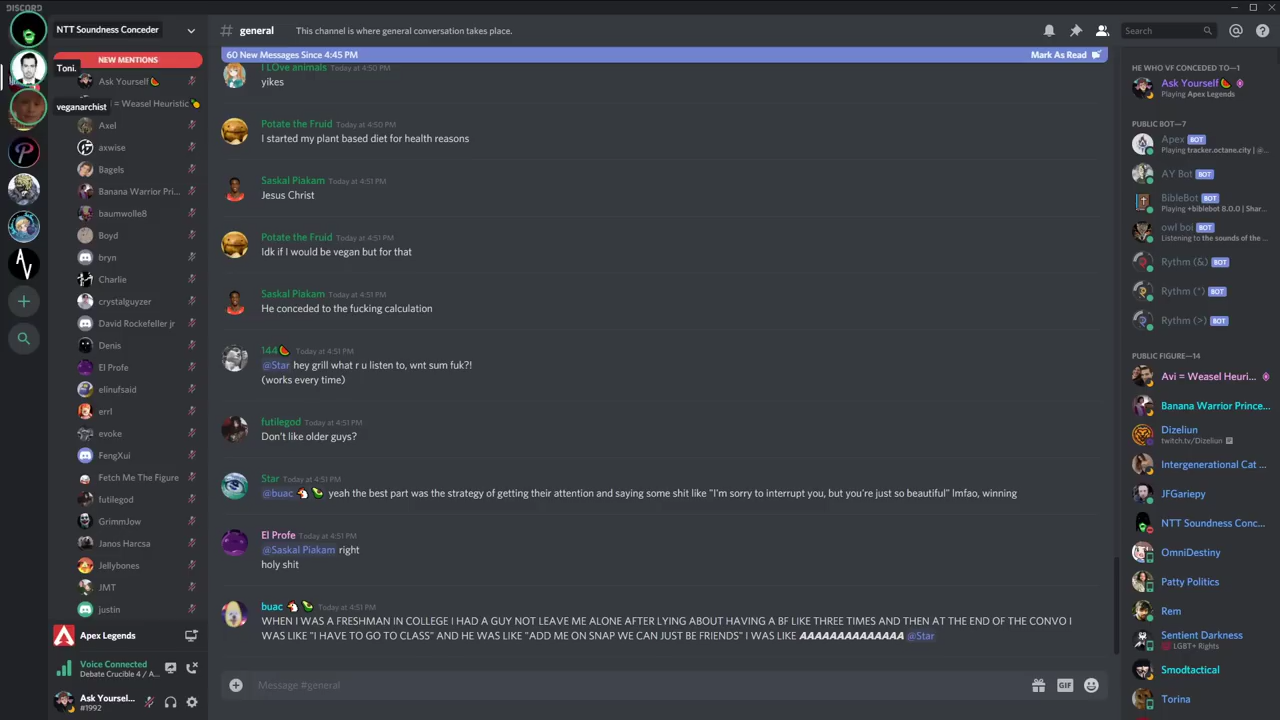 DISCORD
NTT Soundness Conceder
NEW MENTIONS
Toni.
veganarchist
Ask Yourself
= Weasel Heuristic
Axel
axwise
Bagels
Banana Warrior Pri...
baumwolle8
Boyd
bryn
Charlie
crystalguyzer
David Rockefeller jr
Denis
El Profe
elinufsaid
errl
evoke
FengXui
Fetch Me The Figure
futilegod
GrimmJow
Janos Harcsa
Jellybones
JMT
justin
Apex Legends
Voice Connected
Debate Crucible 4 / A...
Ask Yoursel...
#1992
# general
This channel is where general conversation takes place.
60 New Messages Since 4:45 PM
Mark As Read
I LOve animals Today at 4:50 PM
yikes
Potate the Fruid Today at 4:50 PM
I started my plant based diet for health reasons
Saskal Piakam Today at 4:51 PM
Jesus Christ
Potate the Fruid Today at 4:51 PM
Idk if I would be vegan but for that
Saskal Piakam Today at 4:51 PM
He conceded to the fucking calculation
144🍉 Today at 4:51 PM
@Star hey grill what r u listen to, wnt sum fuk?!
(works every time)
futilegod Today at 4:51 PM
Don't like older guys?
Star Today at 4:51 PM
@buac yeah the best part was the strategy of getting their attention and saying some shit like "I'm sorry to interrupt you, but you're just so beautiful" lmfao, winning
El Profe Today at 4:51 PM
@Saskal Piakam right
holy shit
buac Today at 4:51 PM
WHEN I WAS A FRESHMAN IN COLLEGE I HAD A GUY NOT LEAVE ME ALONE AFTER LYING ABOUT HAVING A BF LIKE THREE TIMES AND THEN AT THE END OF THE CONVO I
WAS LIKE "I HAVE TO GO TO CLASS" AND HE WAS LIKE "ADD ME ON SNAP WE CAN JUST BE FRIENDS" I WAS LIKE AAAAAAAAAAAAAA @Star
Message #general
GIF
Search
HE WHO VF CONCEDED TO—1
Ask Yourself
Playing Apex Legends
PUBLIC BOT—7
Apex BOT
Playing tracker.octane.city | @...
AY Bot BOT
BibleBot BOT
Playing +biblebot 8.0.0 | Shar...
owl boi BOT
Listening to the sounds of the ...
Rythm (&) BOT
Rythm (*) BOT
Rythm (>) BOT
PUBLIC FIGURE—14
Avi = Weasel Heuri...
Banana Warrior Prince...
Dizeliun
twitch.tv/Dizeliun
Intergenerational Cat ...
JFGariepy
NTT Soundness Conc...
OmniDestiny
Patty Politics
Rem
Sentient Darkness
LGBT+ Rights
Smodtactical
Torina